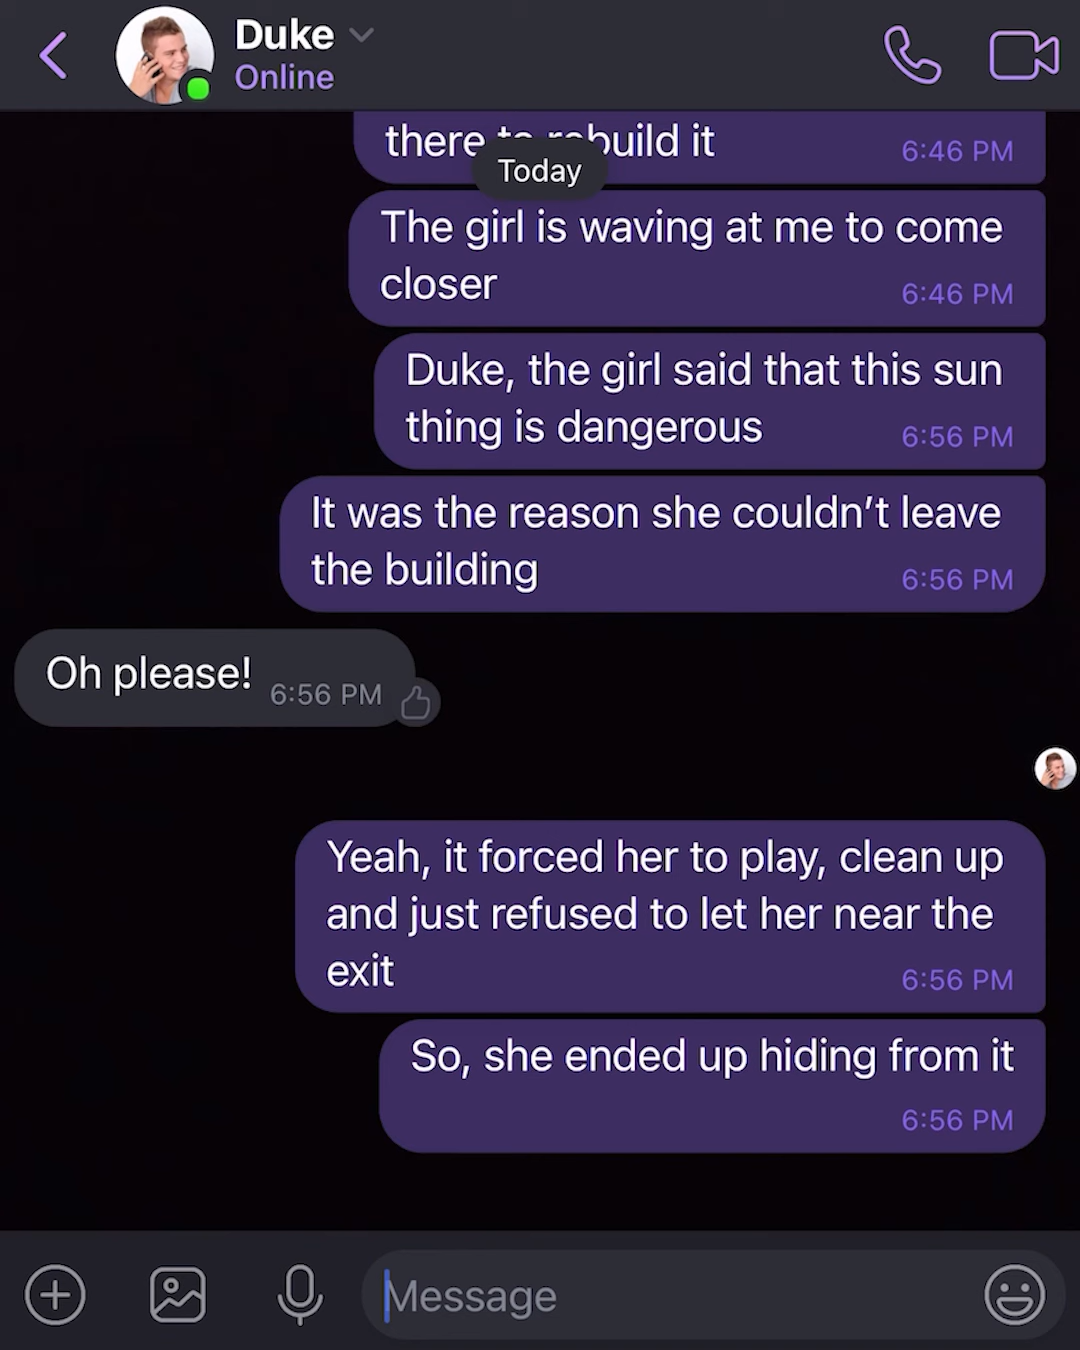 Duke
Online
there to rebuild it
6:46 PM
Today
The girl is waving at me to come
closer
6:46 PM
Duke, the girl said that this sun
thing is dangerous
6:56 PM
It was the reason she couldn’t leave
the building
6:56 PM
Oh please!
6:56 PM
Yeah, it forced her to play, clean up
and just refused to let her near the
exit
6:56 PM
So, she ended up hiding from it
6:56 PM
Message